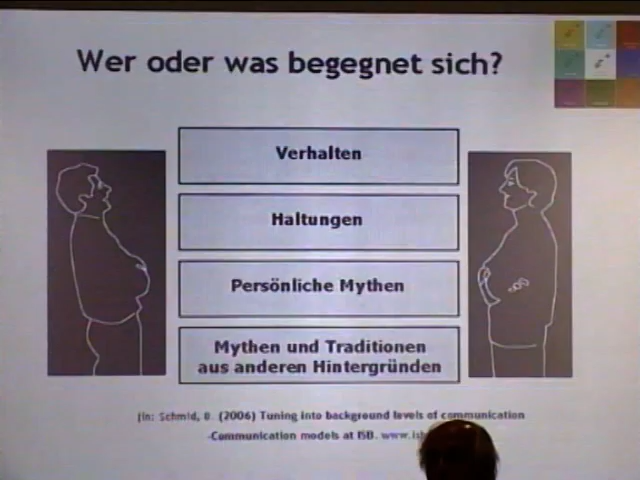 Wer oder was begegnet sich?
Verhalten
Haltungen
Persönliche Mythen
Mythen und Traditionen
aus anderen Hintergründen
(in: Schmid, B. (2006) Tuning into background levels of communication
-Communication models at ISB. www.isb